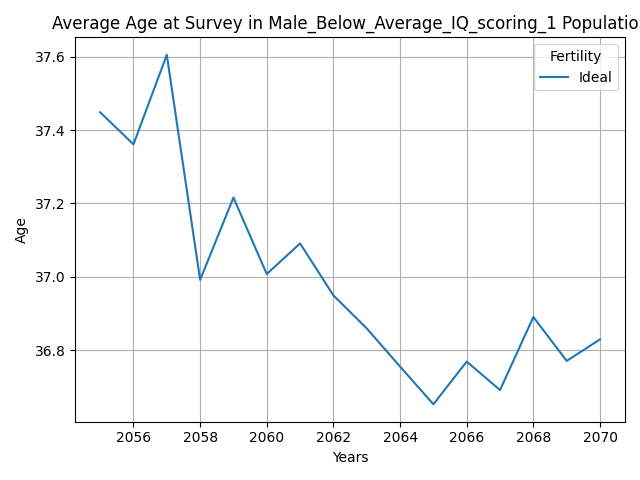 Average Age at Survey in Male_Below_Average_IQ_scoring_1 Populatio
37.6
37.4
37.2
37.0
36.8
Age
Fertility
Ideal
2056 2058 2060 2062 2064 2066 2068 2070
Years